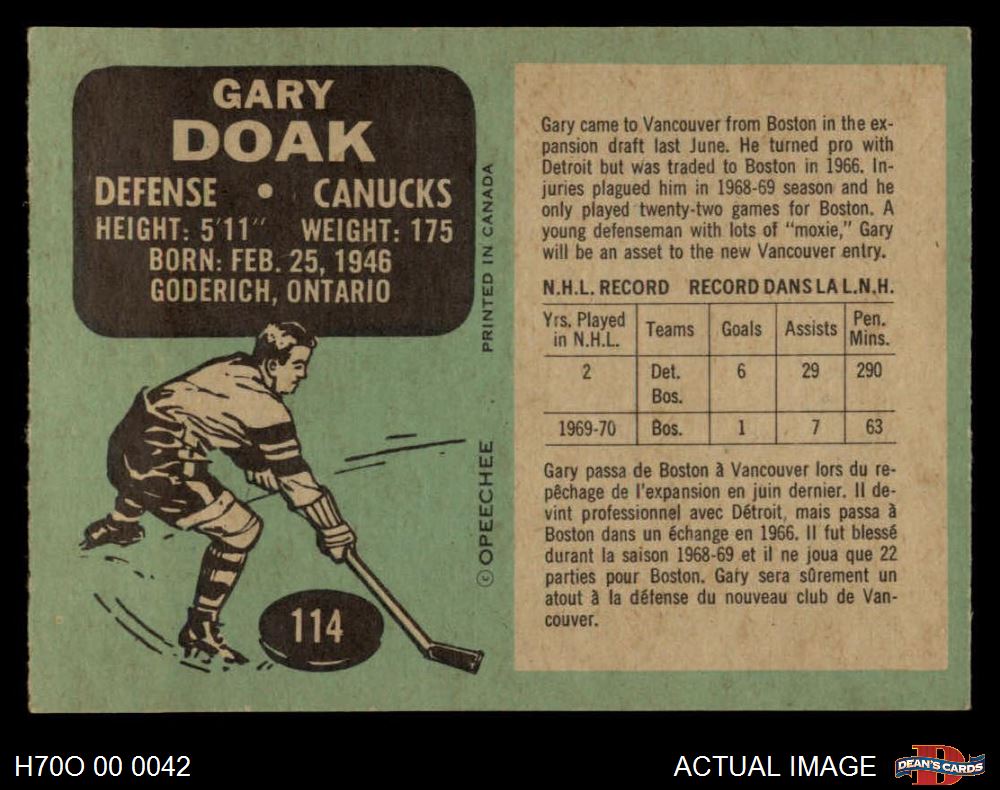 GARY
DOAK
DEFENSE • CANUCKS
HEIGHT: 5'11" WEIGHT: 175
BORN: FEB. 25, 1946
GODERICH, ONTARIO
PRINTED IN CANADA
© OPEECHEE
114
Gary came to Vancouver from Boston in the ex-
pansion draft last June. He turned pro with
Detroit but was traded to Boston in 1966. In-
juries plagued him in 1968-69 season and he
only played twenty-two games for Boston. A
young defenseman with lots of "moxie," Gary
will be an asset to the new Vancouver entry.
N.H.L. RECORD RECORD DANS LA L.N.H.
Yrs. Played in N.H.L. Teams Goals Assists Pen. Mins.
2 Det. Bos. 6 29 290
1969-70 Bos. 1 7 63
Gary passa de Boston à Vancouver lors du re-
pêchage de l'expansion en juin dernier. Il de-
vint professionnel avec Détroit, mais passa à
Boston dans un échange en 1966. Il fut blessé
durant la saison 1968-69 et il ne joua que 22
parties pour Boston. Gary sera sûrement un
atout à la défense du nouveau club de Van-
couver.
H70O 00 0042
ACTUAL IMAGE
D
DEAN'S CARDS